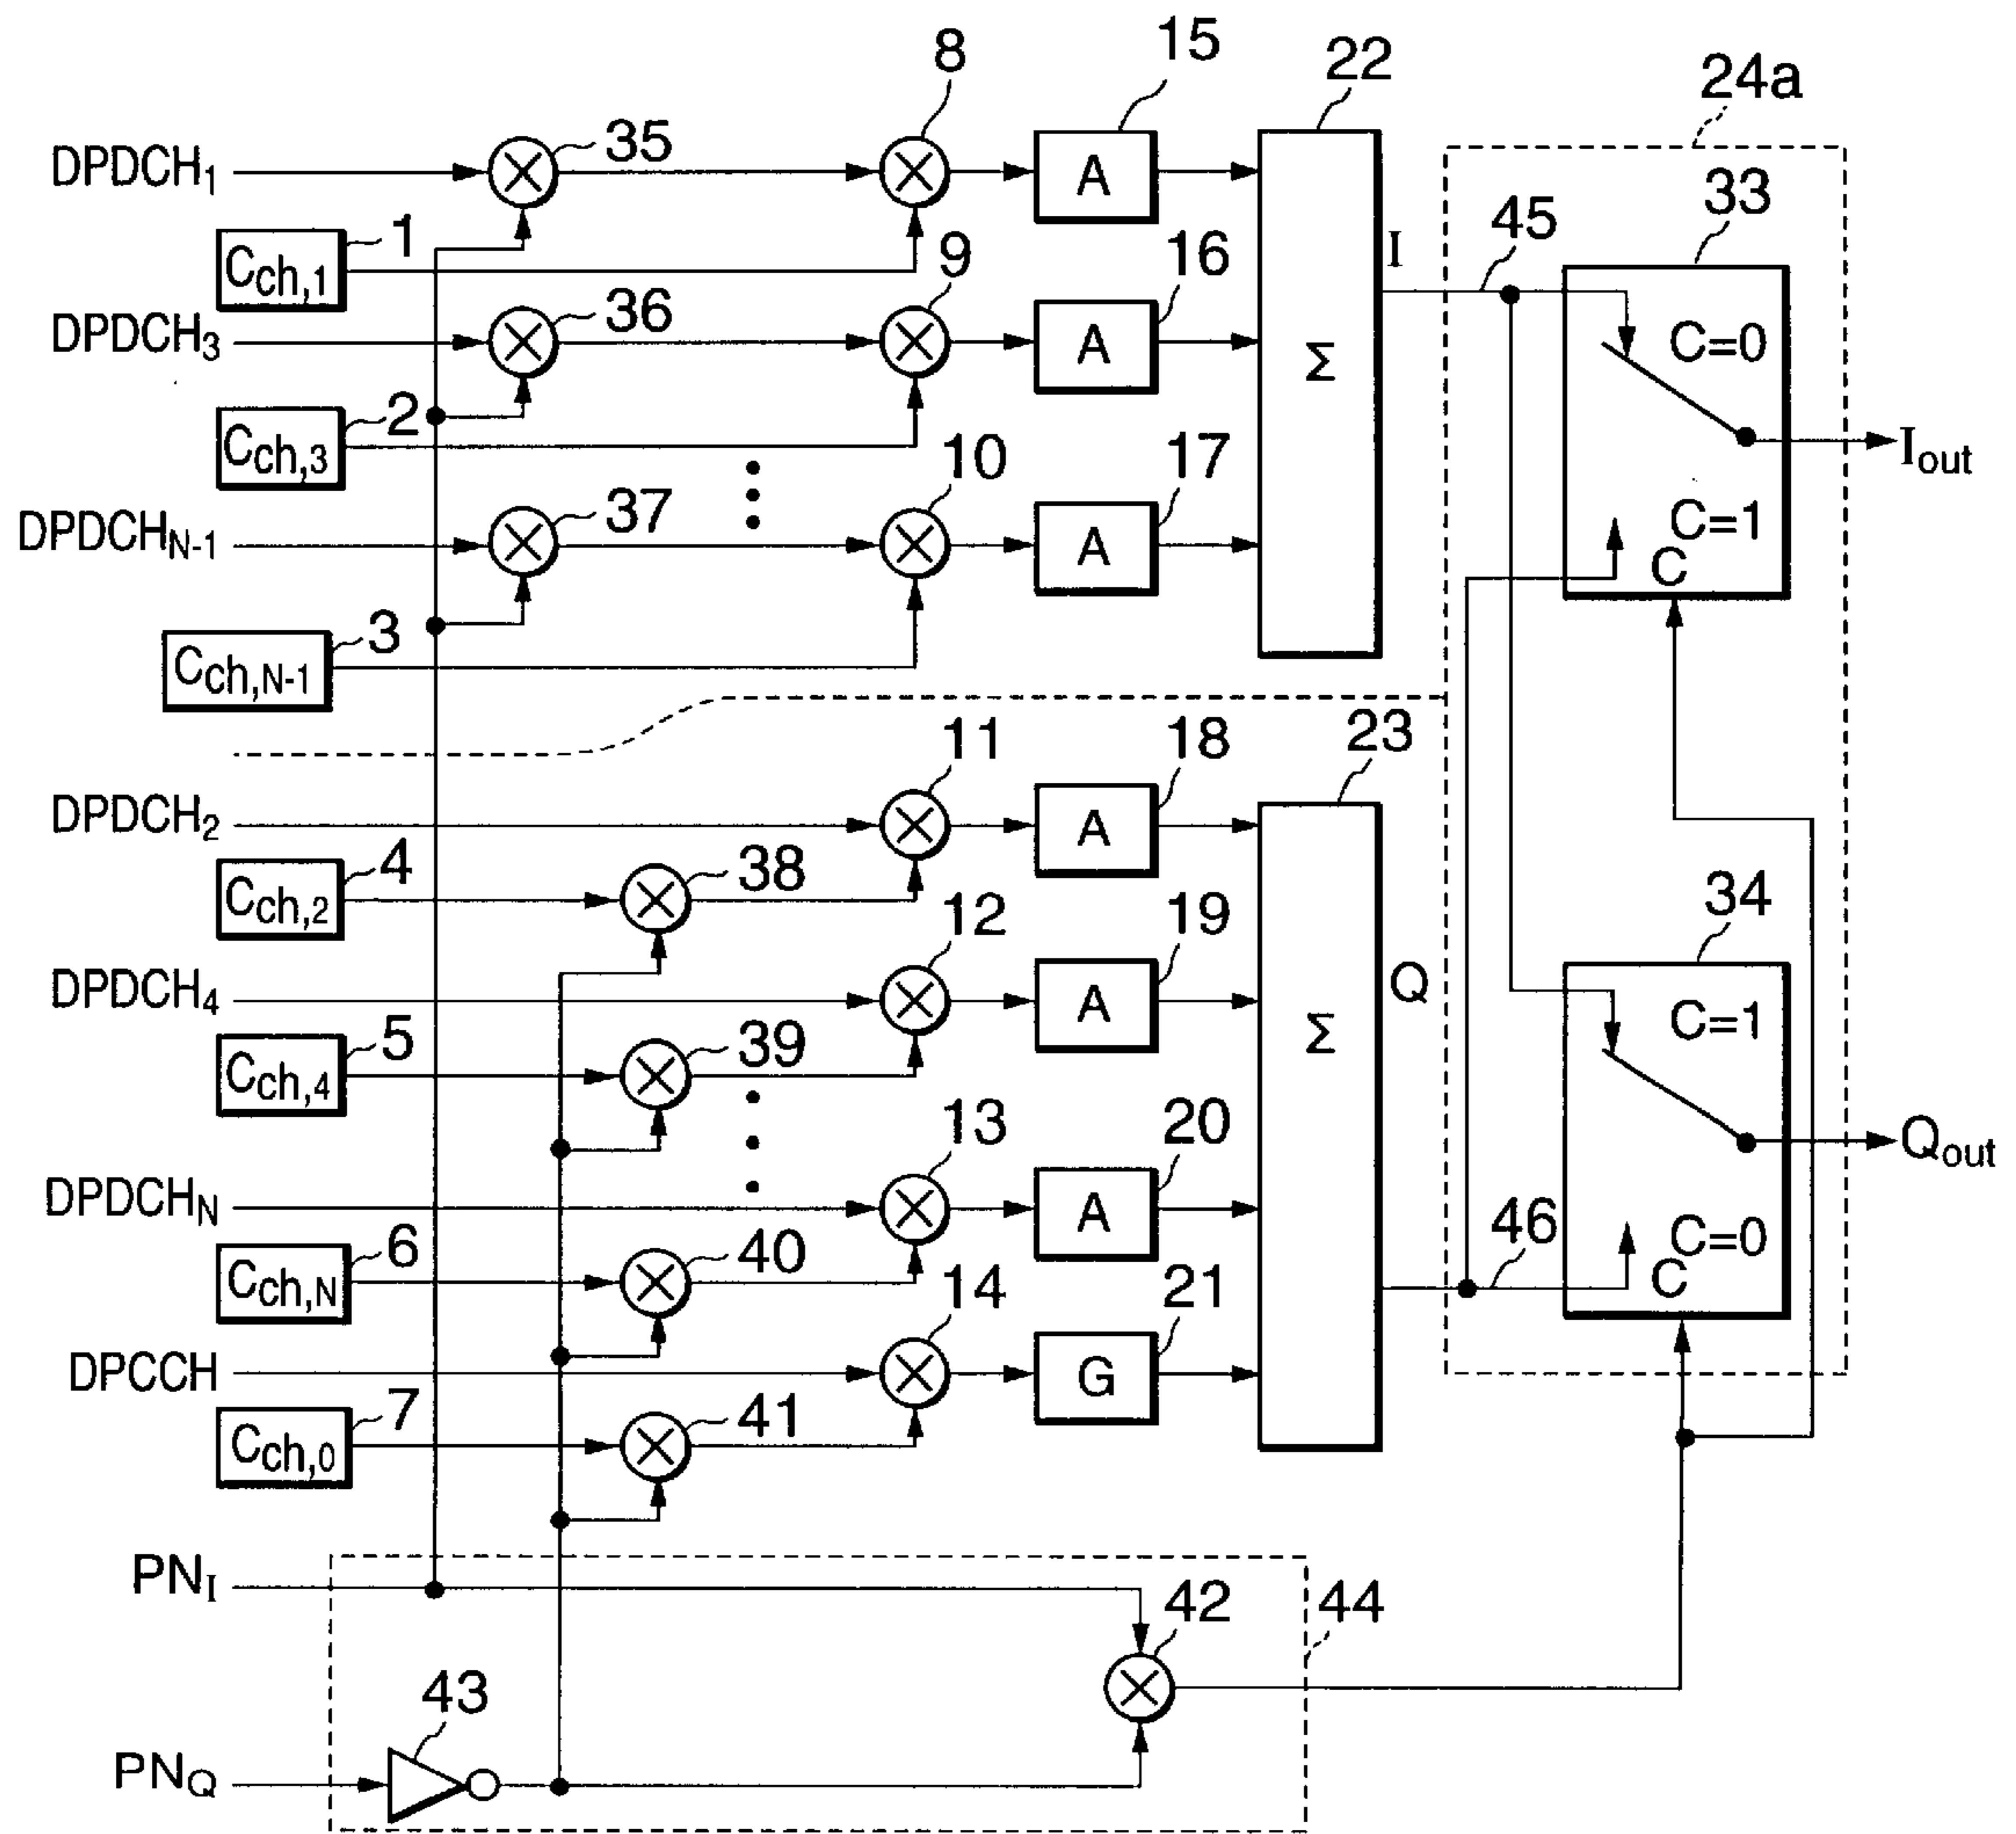 8
15
22
24a
DPDCH1
35
A
33
1
Cch,1
9
16
I
45
DPDCH3
36
A
C=0
Σ
2
Cch,3
10
17
Iout
DPDCHN-1
37
A
C=1
C
3
Cch,N-1
11
18
23
DPDCH2
A
4
38
Cch,2
12
19
34
DPDCH4
A
Q
C=1
5
39
Σ
Cch,4
13
20
Qout
DPDCHN
A
46
C=0
6
40
C
Cch,N
14
21
DPCCH
G
7
41
Cch,0
PNI
42
44
43
PNQ